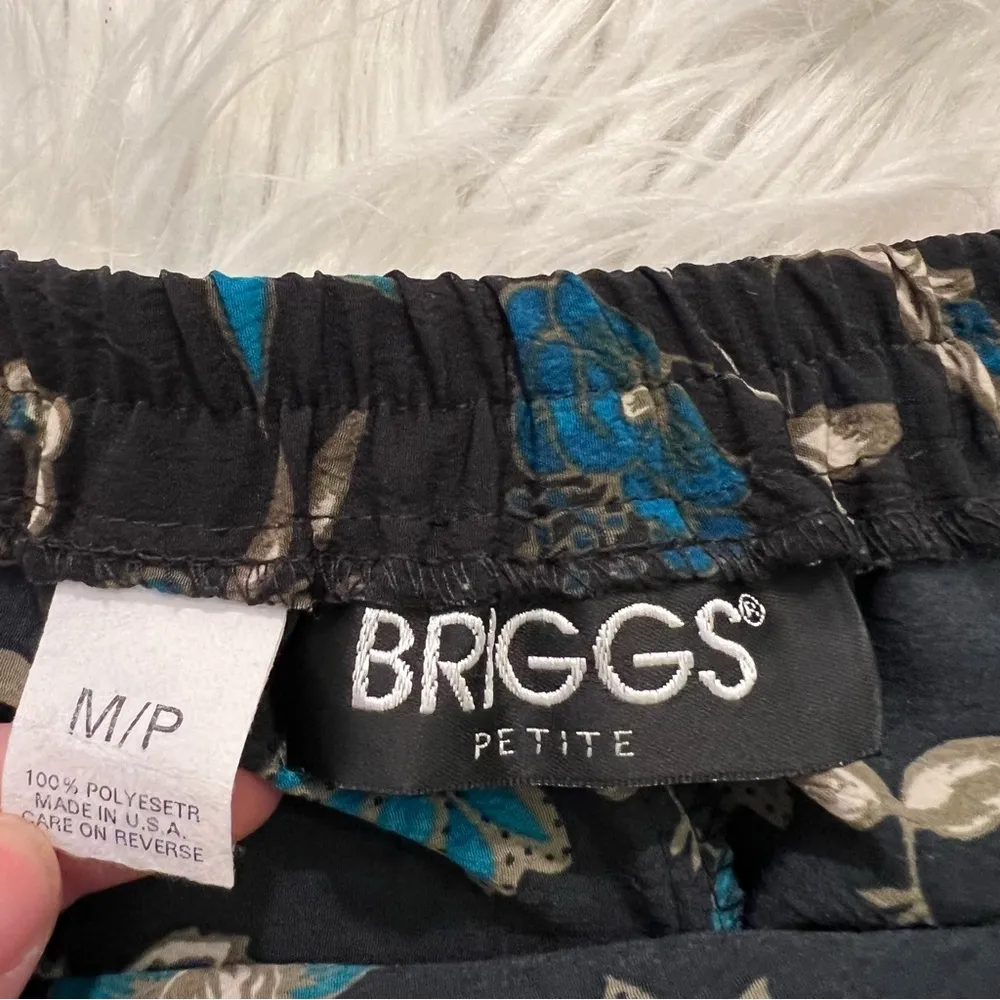 M/P
100% POLYESETR
MADE IN U.S.A.
CARE ON REVERSE
BRIGGS®
PETITE